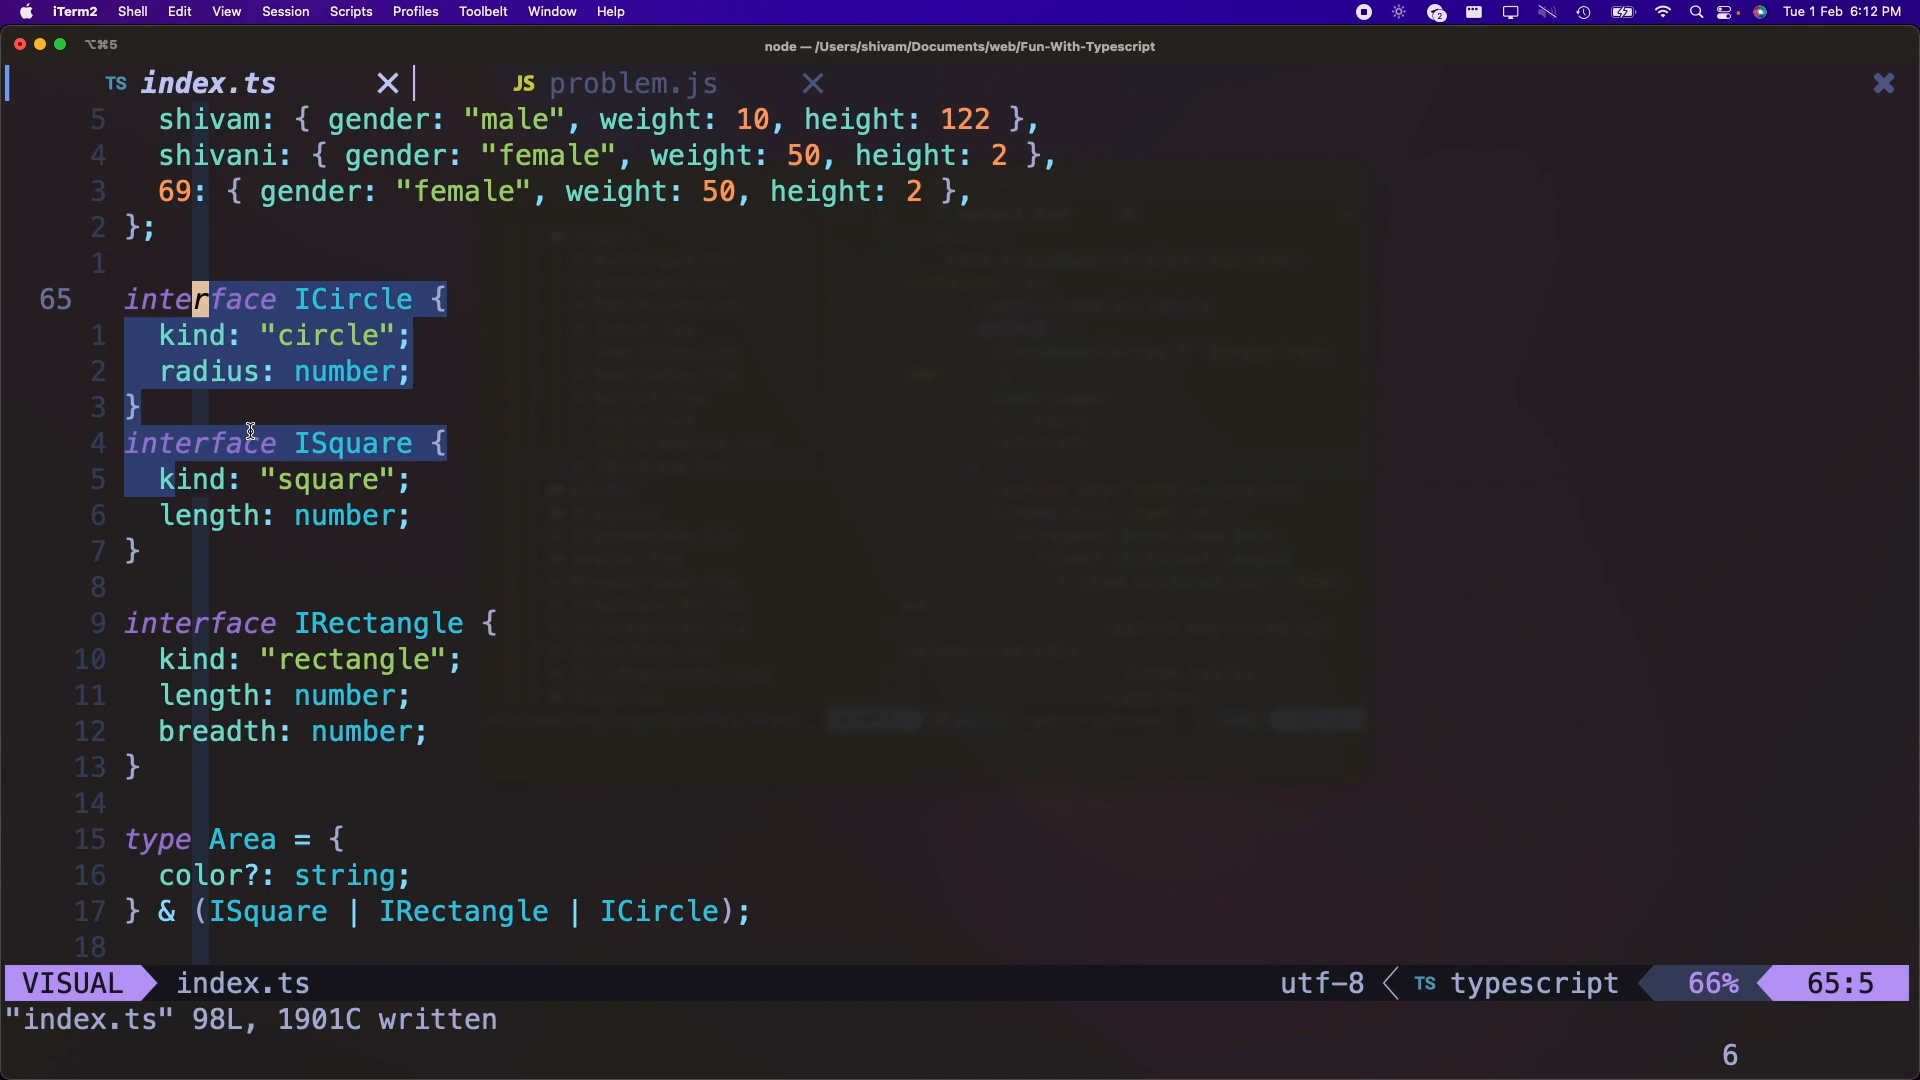 iTerm2 Shell Edit View Session Scripts Profiles Toolbelt Window Help 2 Tue 1 Feb 6:12 PM
⌥⌘5 node — /Users/shivam/Documents/web/Fun-With-Typescript
TS index.ts ✕ JS problem.js ✕ ✖
5 shivam: { gender: "male", weight: 10, height: 122 },
4 shivani: { gender: "female", weight: 50, height: 2 },
3 69: { gender: "female", weight: 50, height: 2 },
2 };
1
65 interface ICircle {
1 kind: "circle";
2 radius: number;
3 }
4 interface ISquare {
5 kind: "square";
6 length: number;
7 }
8
9 interface IRectangle {
10 kind: "rectangle";
11 length: number;
12 breadth: number;
13 }
14
15 type Area = {
16 color?: string;
17 } & (ISquare | IRectangle | ICircle);
18
VISUAL index.ts utf-8 TS typescript 66% 65:5
"index.ts" 98L, 1901C written
6